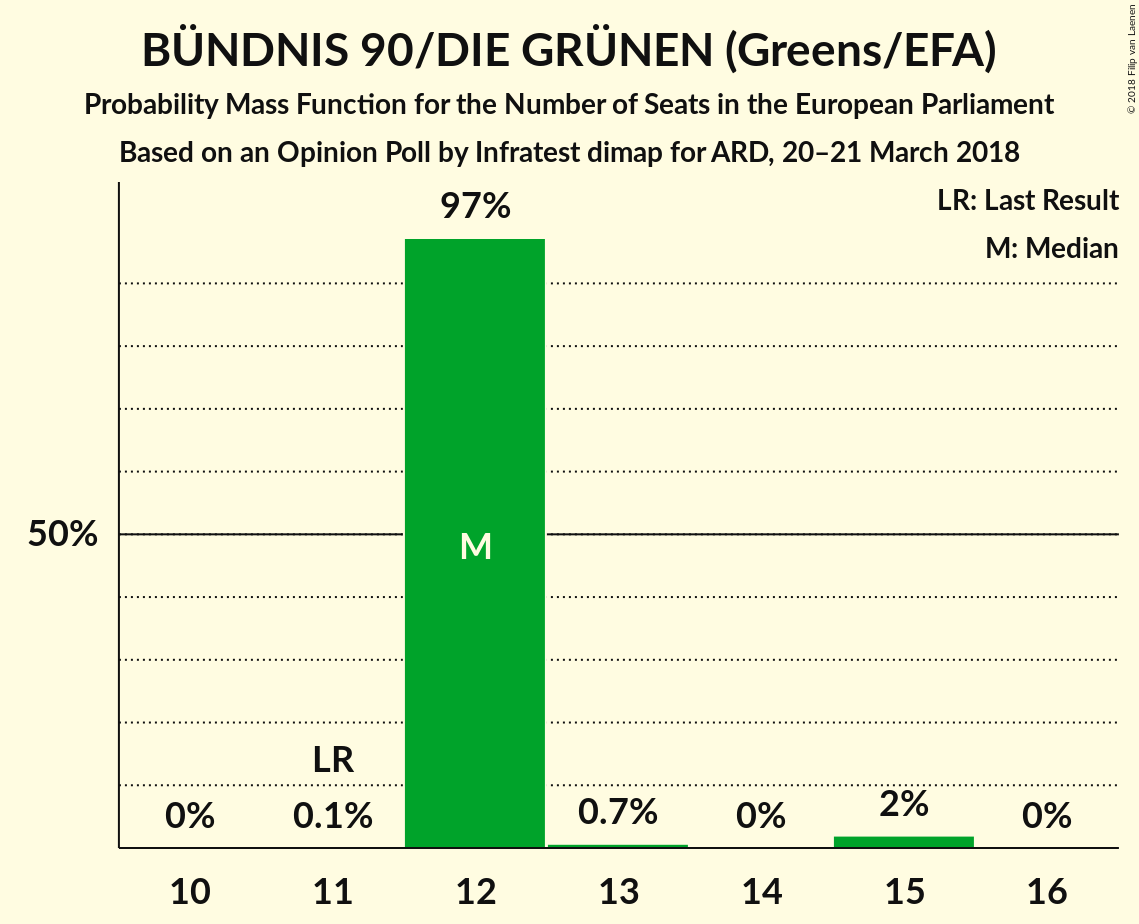 BÜNDNIS 90/DIE GRÜNEN (Greens/EFA)
Probability Mass Function for the Number of Seats in the European Parliament
Based on an Opinion Poll by Infratest dimap for ARD, 20–21 March 2018
© 2018 Filip van Laenen
LR: Last Result
M: Median
97%
50%
M
LR
0% 0.1% 0.7% 0% 2% 0%
10 11 12 13 14 15 16